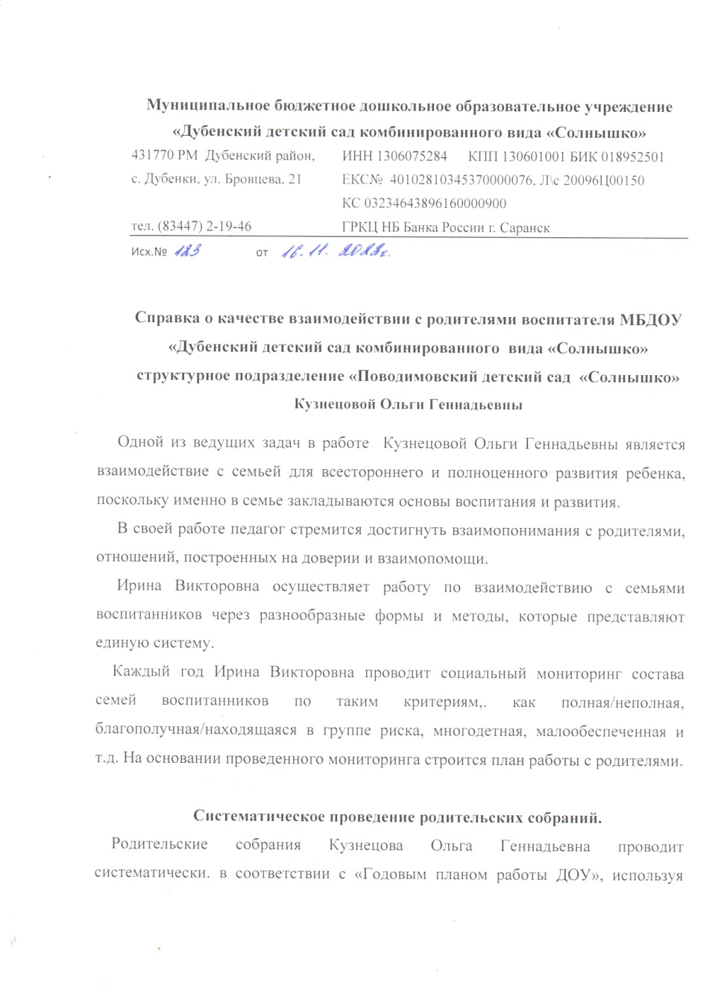 Муниципальное бюджетное дошкольное образовательное учреждение
«Дубенский детский сад комбинированного вида «Солнышко»
431770 РМ Дубенский район, ИНН 1306075284 КПП 130601001 БИК 018952501
с. Дубенки, ул. Бровцева, 21 ЕКС№ 40102810345370000076, Л\с 20096Ц00150
КС 03234643896160000900
тел. (83447) 2-19-46 ГРКЦ НБ Банка России г. Саранск
Исх.№ 123 от 16.11. 2022г.
Справка о качестве взаимодействии с родителями воспитателя МБДОУ
«Дубенский детский сад комбинированного вида «Солнышко»
структурное подразделение «Поводимовский детский сад «Солнышко»
Кузнецовой Ольги Геннадьевны
Одной из ведущих задач в работе Кузнецовой Ольги Геннадьевны является
взаимодействие с семьей для всестороннего и полноценного развития ребенка,
поскольку именно в семье закладываются основы воспитания и развития.
В своей работе педагог стремится достигнуть взаимопонимания с родителями,
отношений, построенных на доверии и взаимопомощи.
Ирина Викторовна осуществляет работу по взаимодействию с семьями
воспитанников через разнообразные формы и методы, которые представляют
единую систему.
Каждый год Ирина Викторовна проводит социальный мониторинг состава
семей воспитанников по таким критериям,. как полная/неполная,
благополучная/находящаяся в группе риска, многодетная, малообеспеченная и
т.д. На основании проведенного мониторинга строится план работы с родителями.
Систематическое проведение родительских собраний.
Родительские собрания Кузнецова Ольга Геннадьевна проводит
систематически. в соответствии с «Годовым планом работы ДОУ», используя